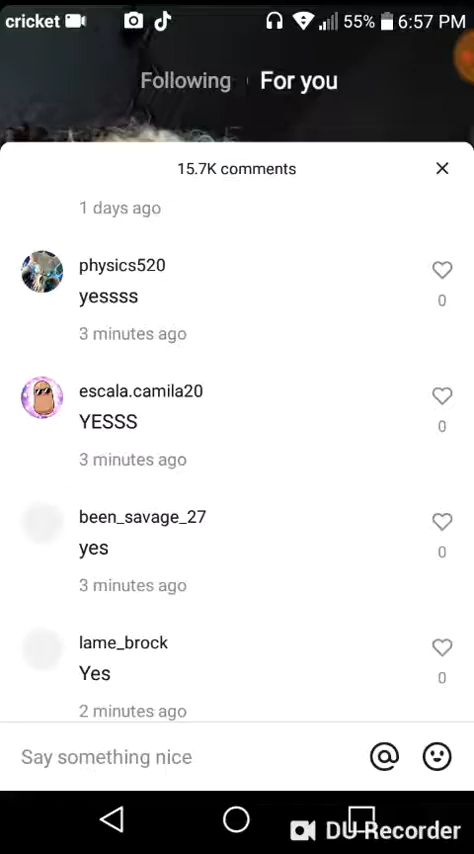 cricket 55% 6:57 PM
Following For you
15.7K comments
1 days ago
physics520
yessss
0
3 minutes ago
escala.camila20
YESSS
0
3 minutes ago
been_savage_27
yes
0
3 minutes ago
lame_brock
Yes
0
2 minutes ago
Say something nice
DU Recorder